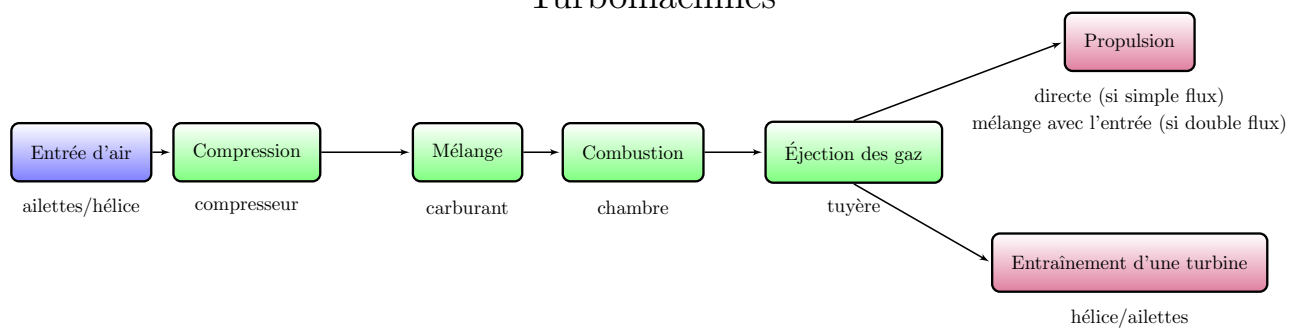 Turbomachines
Propulsion
directe (si simple flux)
mélange avec l'entrée (si double flux)
Entrée d'air
ailettes/hélice
Compression
compresseur
Mélange
carburant
Combustion
chambre
Éjection des gaz
tuyère
Entraînement d'une turbine
hélice/ailettes